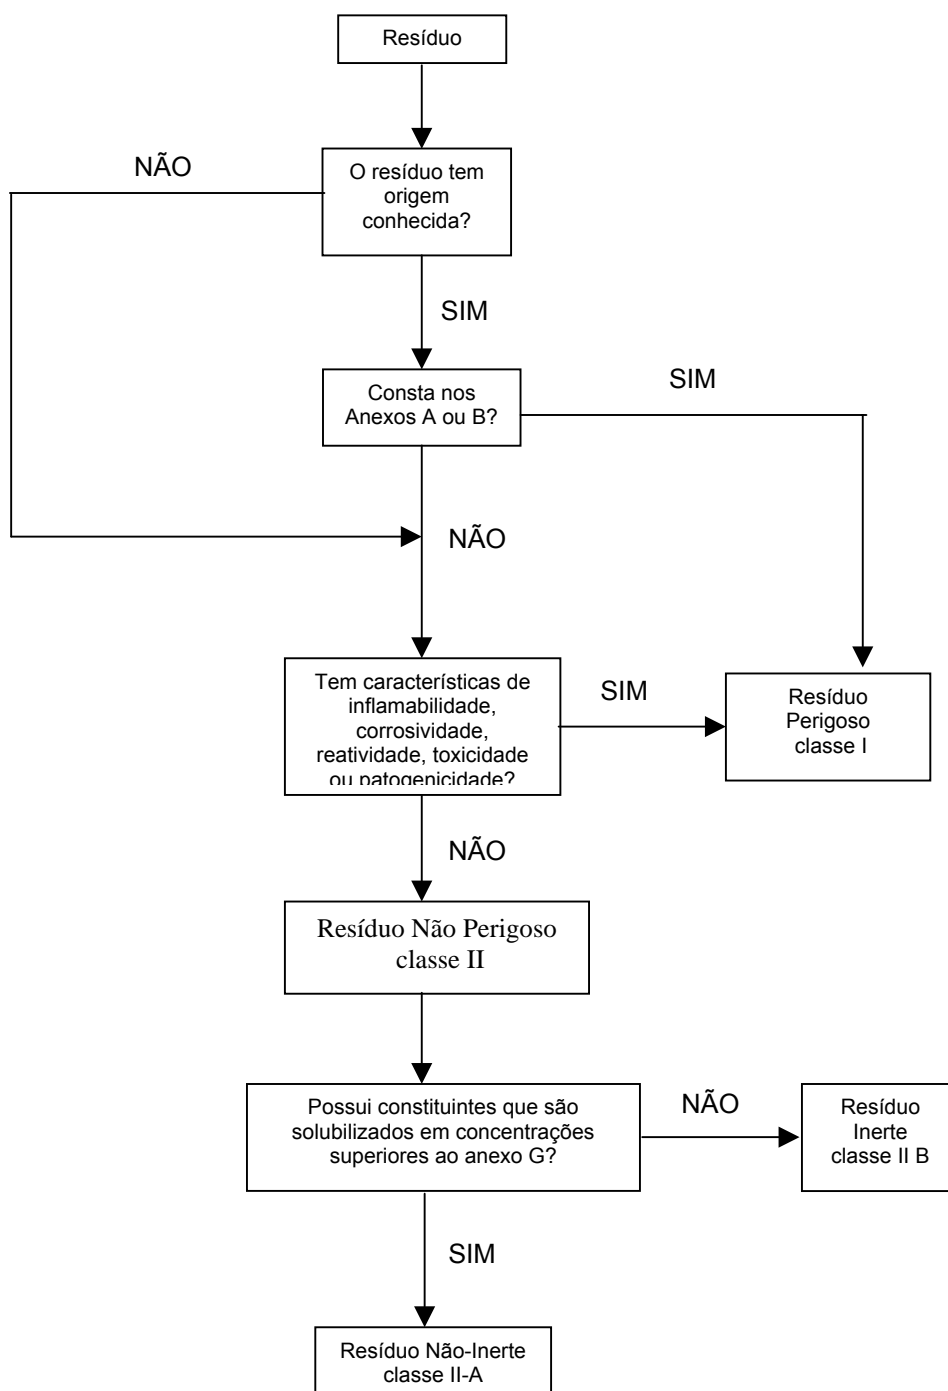 Resíduo
NÃO
O resíduo tem
origem
conhecida?
SIM
Consta nos
Anexos A ou B?
SIM
NÃO
Tem características de
inflamabilidade,
corrosividade,
reatividade, toxicidade
ou patogenicidade?
SIM
Resíduo
Perigoso
classe I
NÃO
Resíduo Não Perigoso
classe II
Possui constituintes que são
solubilizados em concentrações
superiores ao anexo G?
NÃO
Resíduo
Inerte
classe II B
SIM
Resíduo Não-Inerte
classe II-A